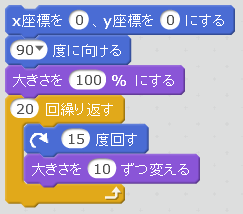 x座標を 0 、y座標を 0 にする
90▼ 度に向ける
大きさを 100 % にする
20 回繰り返す
15 度回す
大きさを 10 ずつ変える